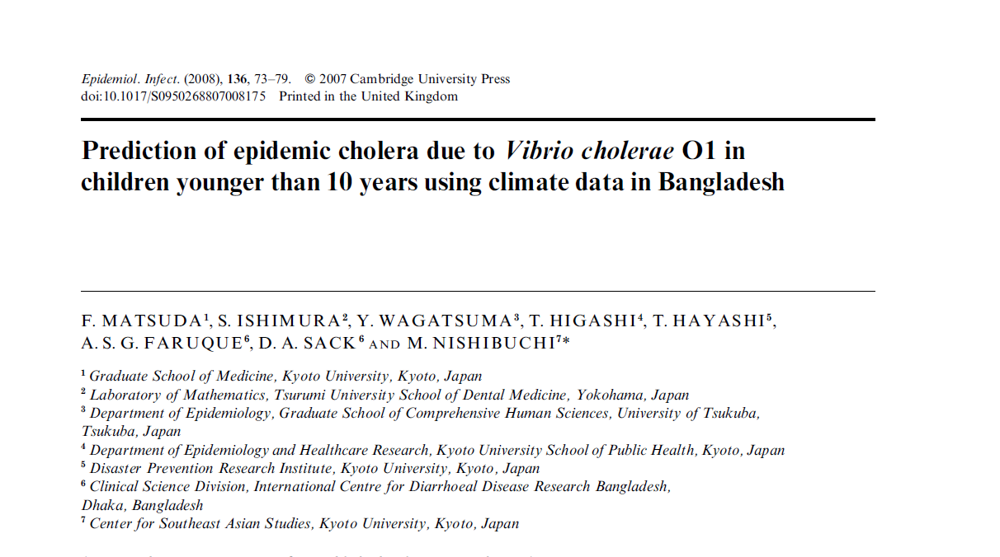 Epidemiol. Infect. (2008), 136, 73–79. © 2007 Cambridge University Press
doi:10.1017/S0950268807008175 Printed in the United Kingdom
Prediction of epidemic cholera due to Vibrio cholerae O1 in
children younger than 10 years using climate data in Bangladesh
F. MATSUDA¹, S. ISHIMURA², Y. WAGATSUMA³, T. HIGASHI⁴, T. HAYASHI⁵,
A. S. G. FARUQUE⁶, D. A. SACK⁶ AND M. NISHIBUCHI⁷*
¹ Graduate School of Medicine, Kyoto University, Kyoto, Japan
² Laboratory of Mathematics, Tsurumi University School of Dental Medicine, Yokohama, Japan
³ Department of Epidemiology, Graduate School of Comprehensive Human Sciences, University of Tsukuba,
Tsukuba, Japan
⁴ Department of Epidemiology and Healthcare Research, Kyoto University School of Public Health, Kyoto, Japan
⁵ Disaster Prevention Research Institute, Kyoto University, Kyoto, Japan
⁶ Clinical Science Division, International Centre for Diarrhoeal Disease Research Bangladesh,
Dhaka, Bangladesh
⁷ Center for Southeast Asian Studies, Kyoto University, Kyoto, Japan